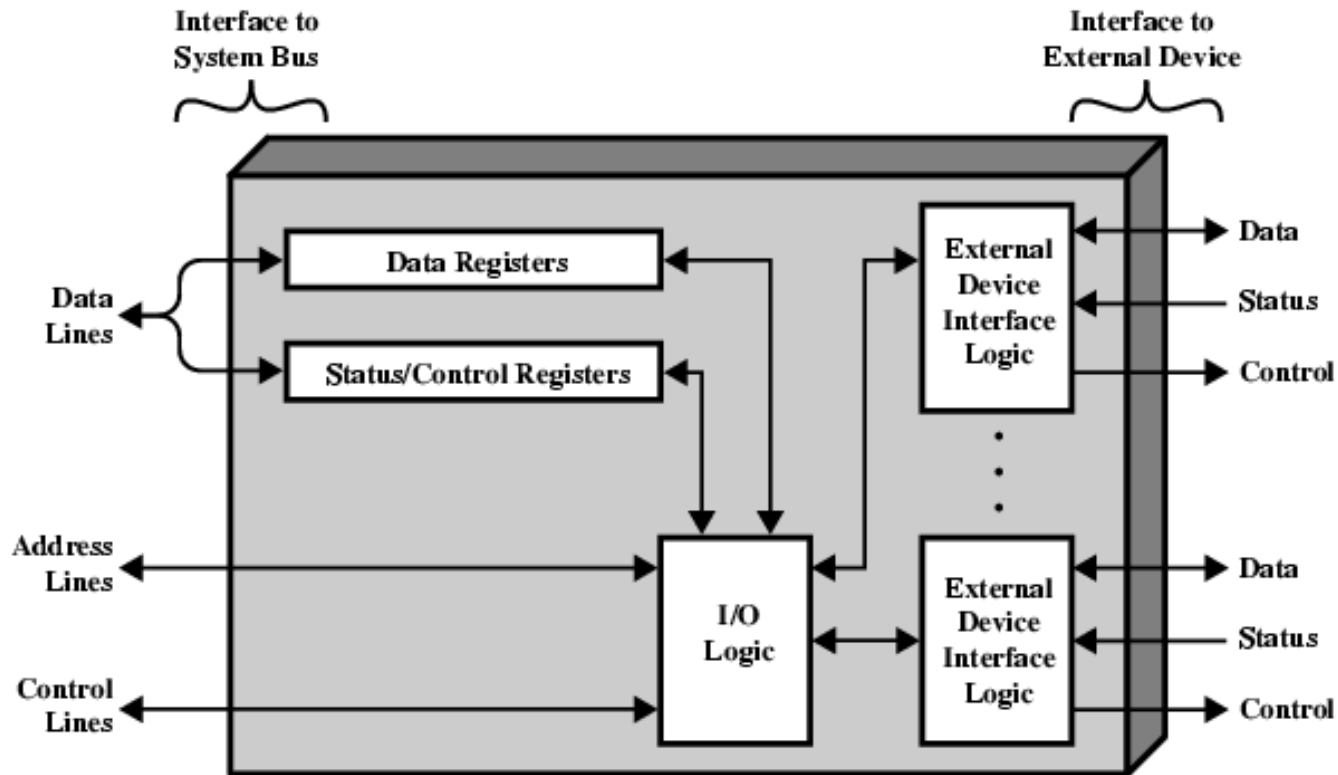 Interface to
System Bus
Interface to
External Device
Data
Lines
Data Registers
Status/Control Registers
External
Device
Interface
Logic
Data
Status
Control
Address
Lines
Control
Lines
I/O
Logic
External
Device
Interface
Logic
Data
Status
Control